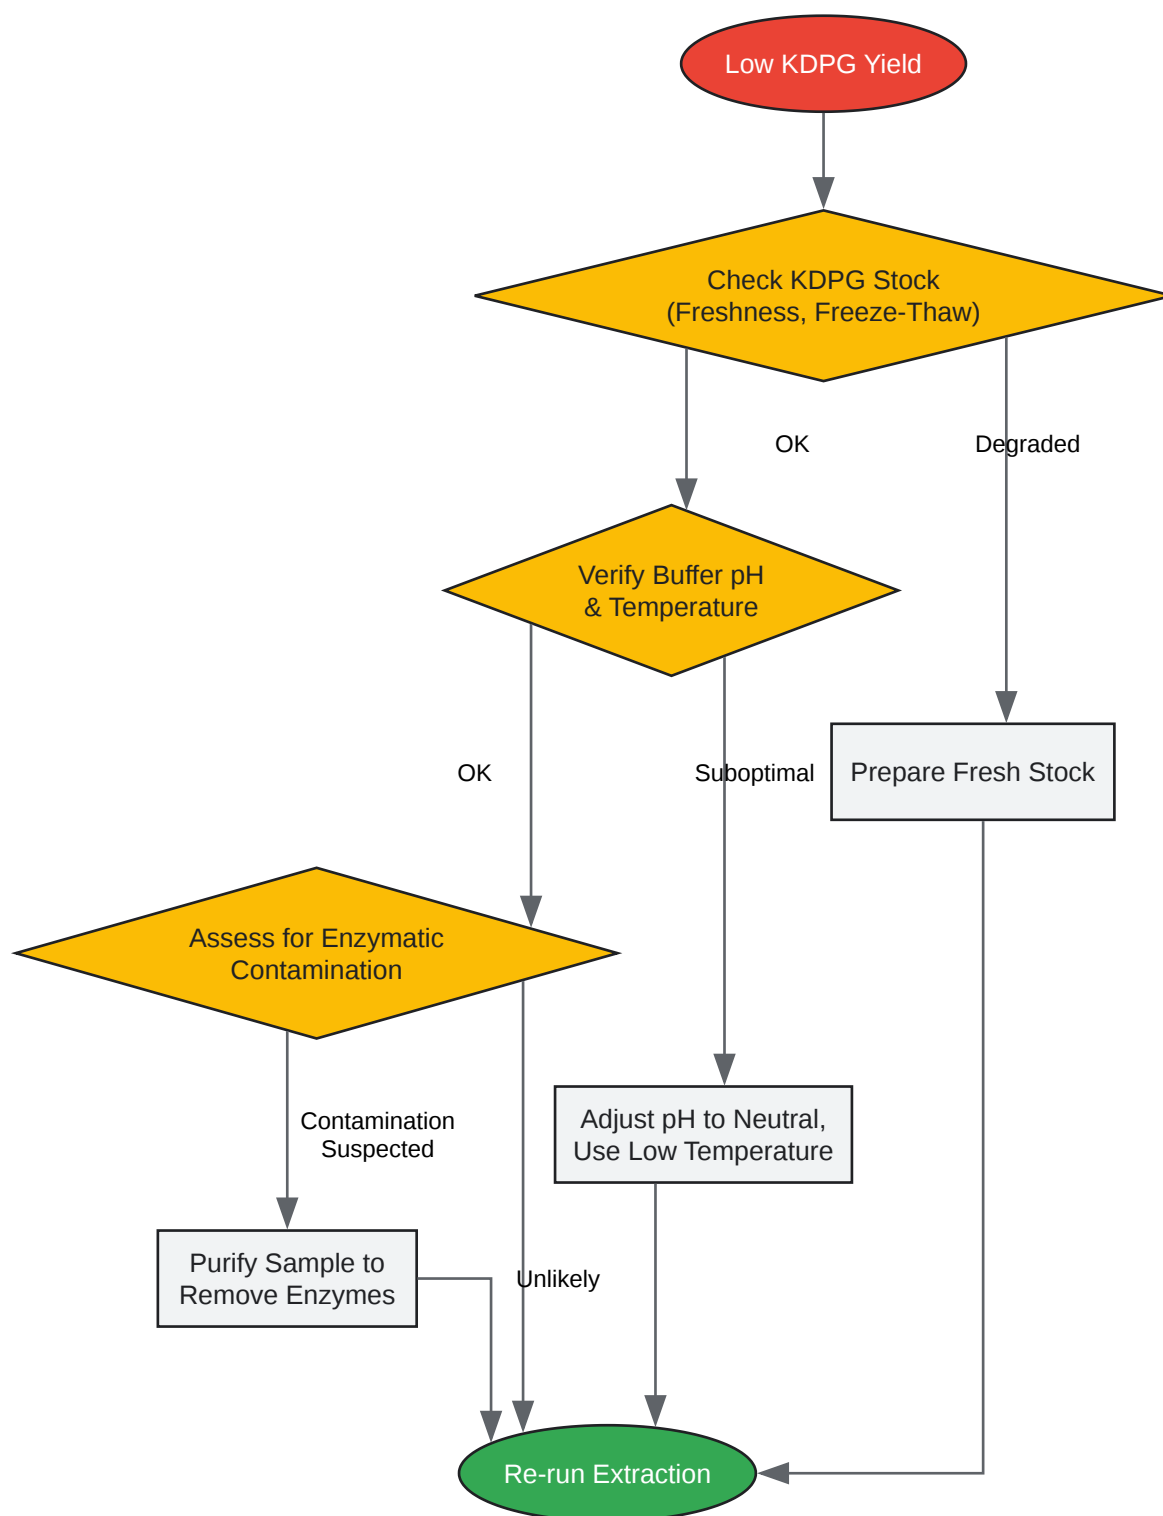 Low KDPG Yield
Check KDPG Stock
(Freshness, Freeze-Thaw)
OK
Degraded
Verify Buffer pH
& Temperature
OK
Suboptimal
Prepare Fresh Stock
Assess for Enzymatic
Contamination
Contamination
Suspected
Adjust pH to Neutral,
Use Low Temperature
Purify Sample to
Remove Enzymes
Unlikely
Re-run Extraction